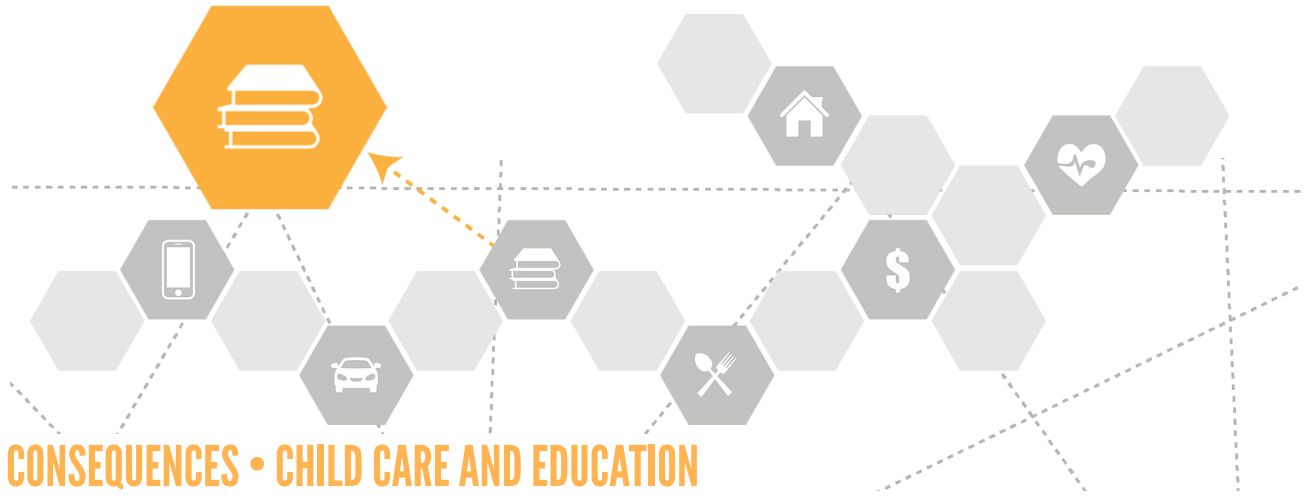 $
CONSEQUENCES • CHILD CARE AND EDUCATION